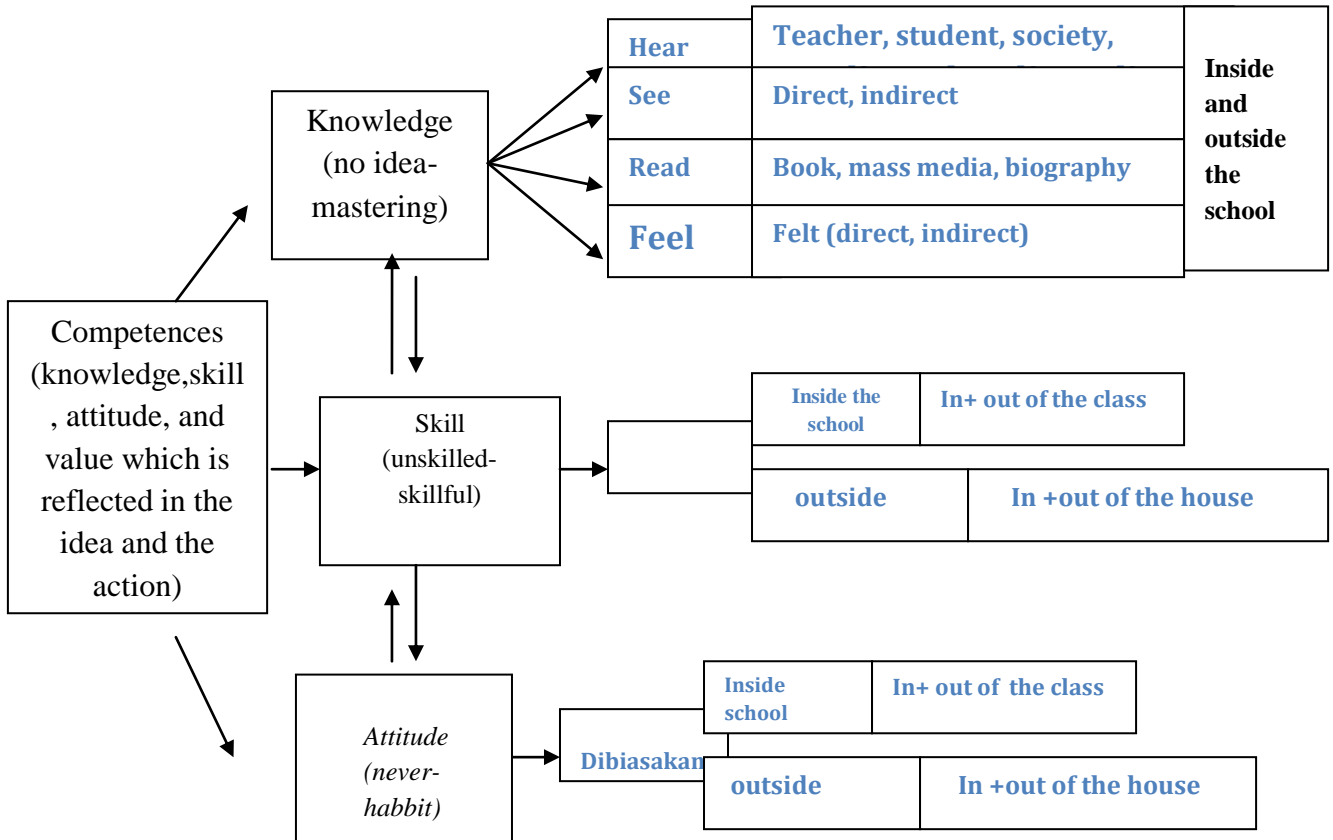 Competences
(knowledge,skill
, attitude, and
value which is
reflected in the
idea and the
action)
Knowledge
(no idea-
mastering)
Hear
Teacher, student, society,
See
Direct, indirect
Read
Book, mass media, biography
Feel
Felt (direct, indirect)
Inside
and
outside
the
school
Skill
(unskilled-
skillful)
Inside the
school
In+ out of the class
outside
In +out of the house
Attitude
(never-
habbit)
Dibiasakan
Inside
school
In+ out of the class
outside
In +out of the house